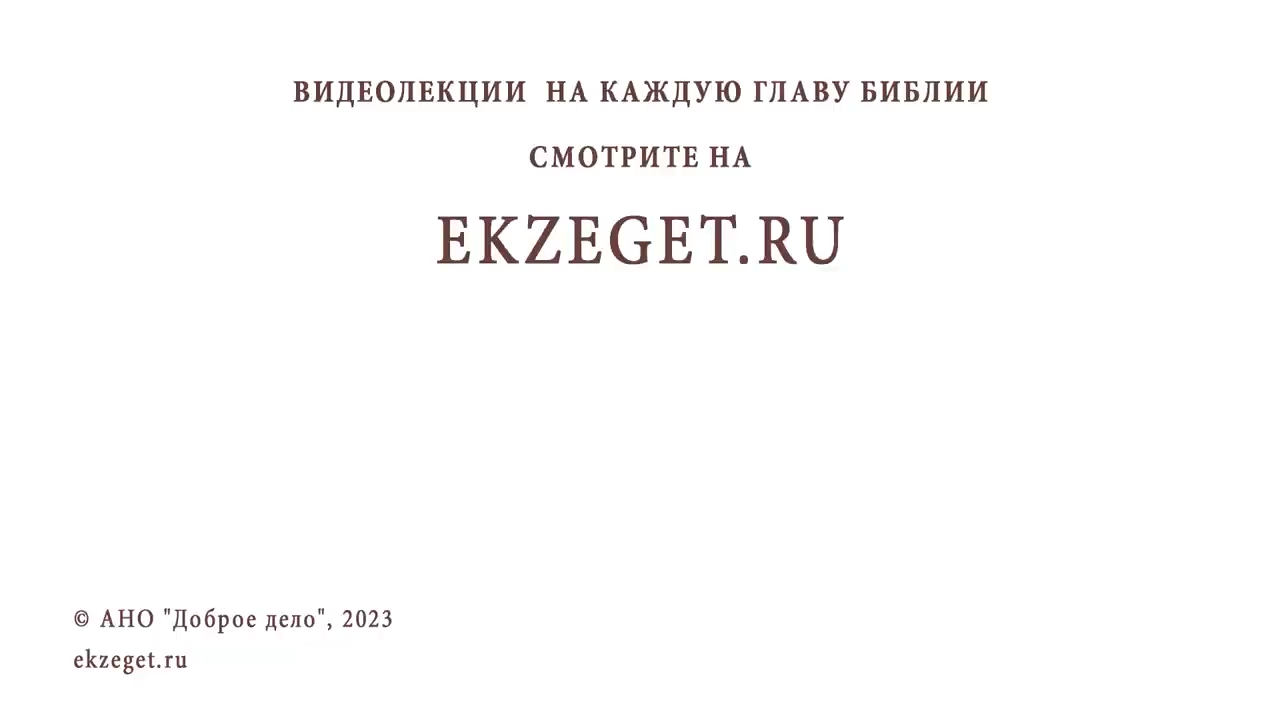 ВИДЕОЛЕКЦИИ НА КАЖДУЮ ГЛАВУ БИБЛИИ
СМОТРИТЕ НА
EKZEGET.RU
© АНО "Доброе дело", 2023
ekzeget.ru